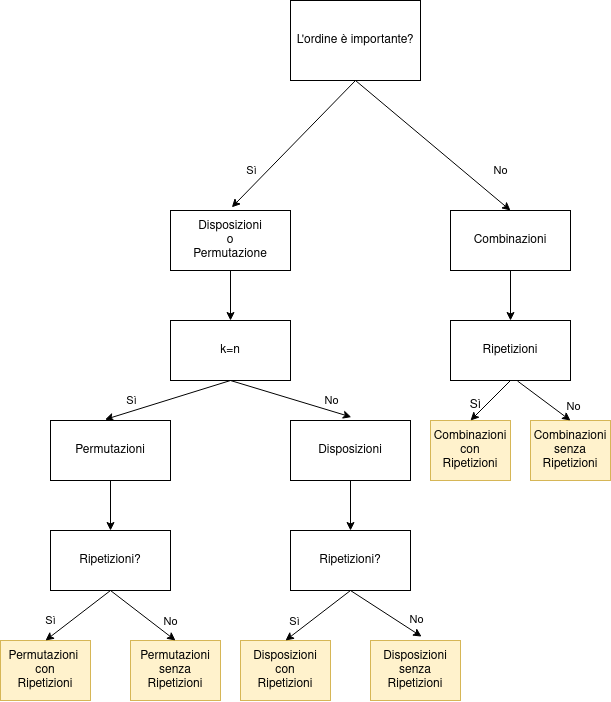 L'ordine è importante?
Sì
No
Disposizioni
o
Permutazione
Combinazioni
k=n
Ripetizioni
Sì
No
Sì
No
Permutazioni
Disposizioni
Combinazioni
con
Ripetizioni
Combinazioni
senza
Ripetizioni
Ripetizioni?
Ripetizioni?
Sì
No
Sì
No
Permutazioni
con
Ripetizioni
Permutazioni
senza
Ripetizioni
Disposizioni
con
Ripetizioni
Disposizioni
senza
Ripetizioni